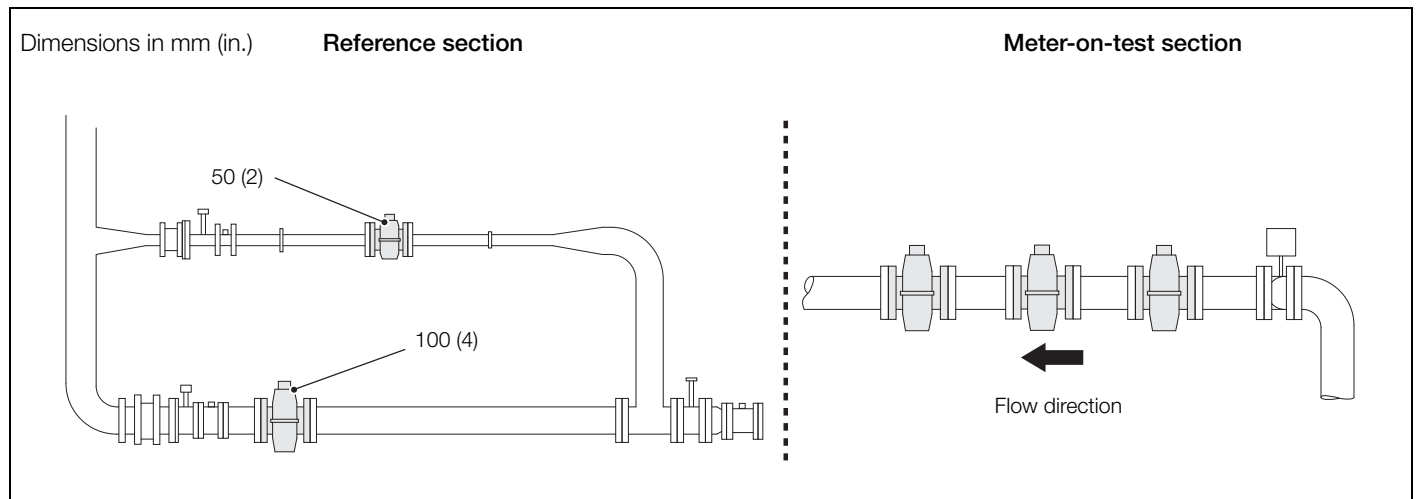 Dimensions in mm (in.)
Reference section
Meter-on-test section
50 (2)
100 (4)
Flow direction